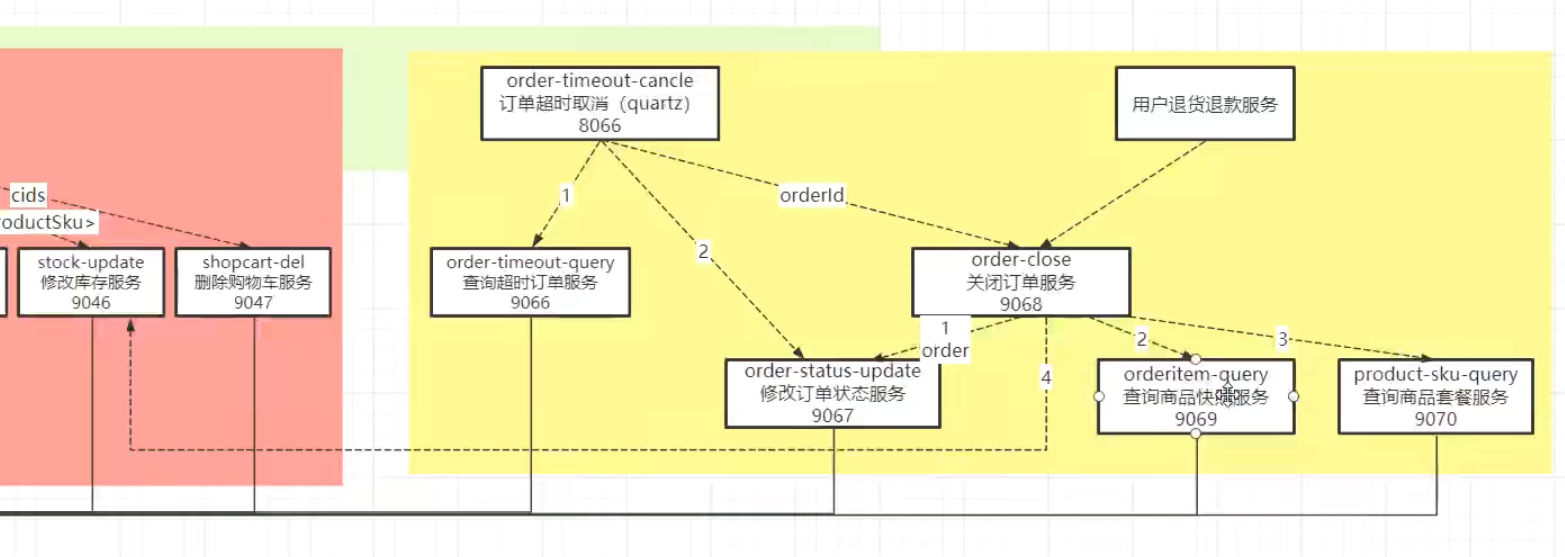 order-timeout-cancle
订单超时取消（quartz）
8066
用户退货退款服务
cids
1
orderId
roductSku>
2
stock-update
修改库存服务
9046
shopcart-del
删除购物车服务
9047
order-timeout-query
查询超时订单服务
9066
order-close
关闭订单服务
9068
1
order
2
3
4
order-status-update
修改订单状态服务
9067
orderitem-query
查询商品快照服务
9069
product-sku-query
查询商品套餐服务
9070